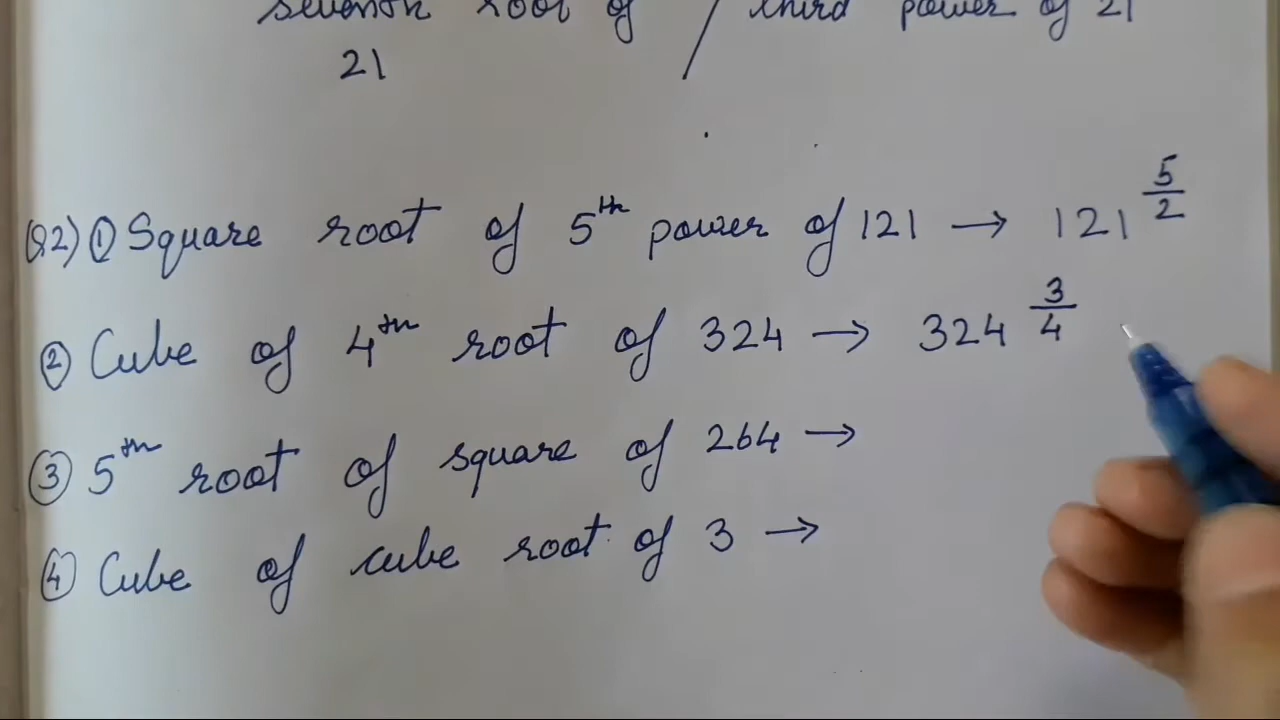 seventh root of / third power of 21
21
Q2) ① Square root of 5th power of 121 → 121^(5/2)
② Cube of 4th root of 324 → 324^(3/4)
③ 5th root of square of 264 →
④ Cube of cube root of 3 →